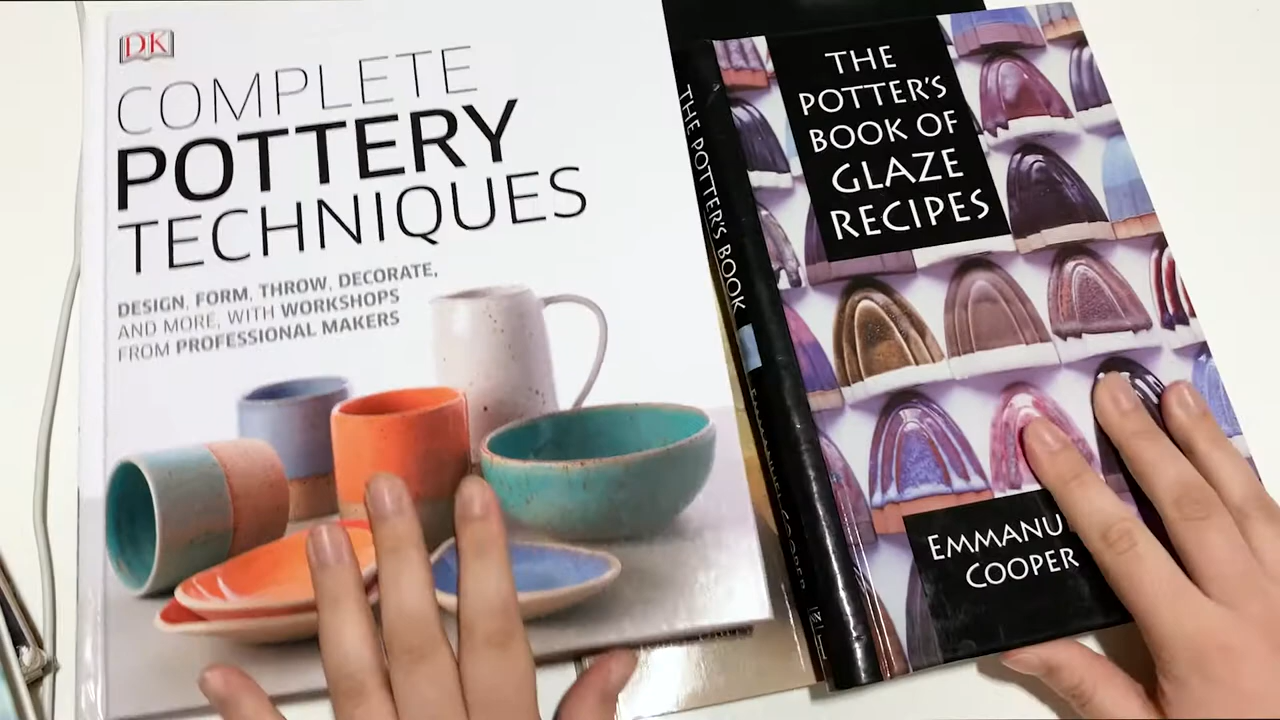 DK
COMPLETE
POTTERY
TECHNIQUES
DESIGN, FORM, THROW, DECORATE,
AND MORE, WITH WORKSHOPS
FROM PROFESSIONAL MAKERS
THE POTTER'S BOOK
THE
POTTER'S
BOOK OF
GLAZE
RECIPES
EMMANU
COOPER